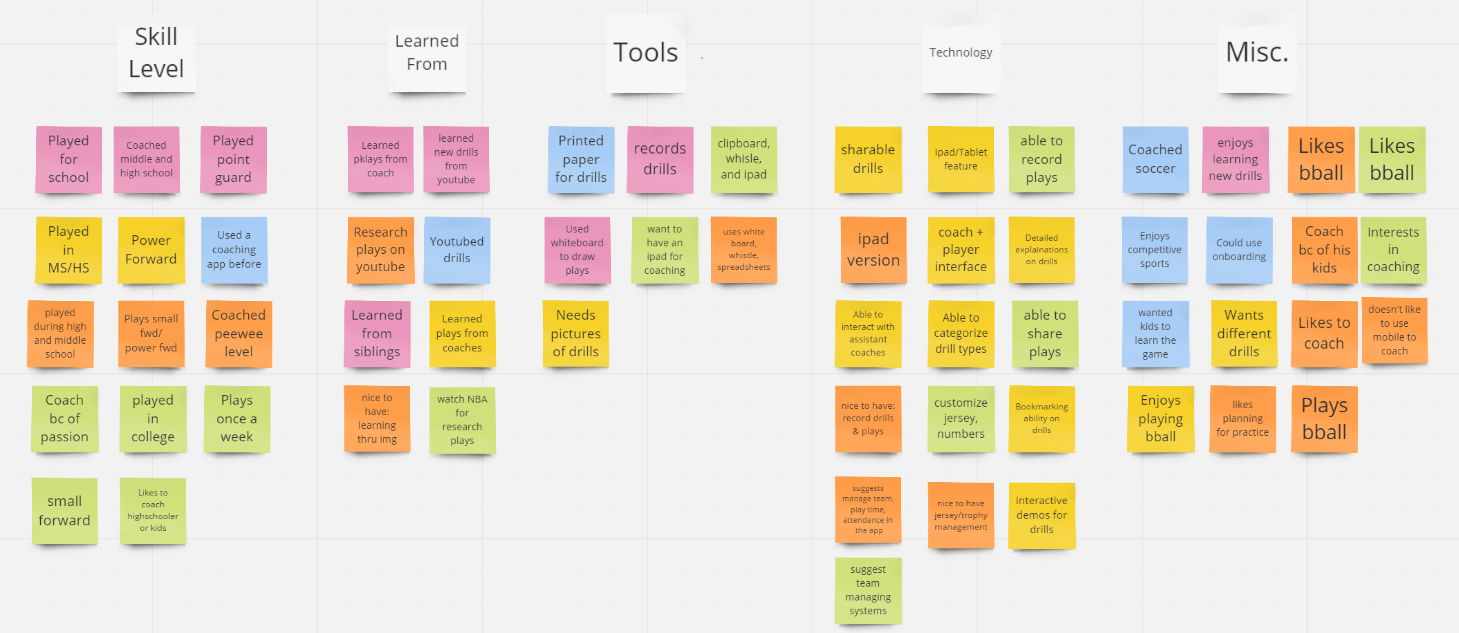 Skill
Level
Learned
From
Tools
Technology
Misc.
Played
for
school
Coached
middle and
high school
Played
point
guard
Played
in
MS/HS
Power
Forward
Used a
coaching
app before
played
during high
and middle
school
Plays small
fwd/
power fwd
Coached
peewee
level
Coach
bc of
passion
played
in
college
Plays
once a
week
small
forward
Likes to
coach
highschooler
or kids
Learned
pklays from
coach
learned
new drills
from
youtube
Research
plays on
youtube
Youtubed
drills
Learned
from
siblings
Learned
plays from
coaches
nice to
have:
learning
thru img
watch NBA
for
research
plays
Printed
paper
for drills
records
drills
clipboard,
whisle,
and ipad
Used
whiteboard
to draw
plays
want to
have an
ipad for
coaching
uses white
board,
whistle,
spreadsheets
Needs
pictures
of drills
sharable
drills
Ipad/Tablet
feature
able to
record
plays
ipad
version
coach +
player
interface
Detailed
explainations
on drills
Able to
interact with
assistant
coaches
Able to
categorize
drill types
able to
share
plays
nice to have:
record drills
& plays
customize
jersey,
numbers
Bookmarking
ability on
drills
suggests
manage team,
play time,
attendance in
the app
nice to have
jersey/trophy
management
interactive
demos for
drills
suggest
team
managing
systems
Coached
soccer
enjoys
learning
new drills
Likes
bball
Likes
bball
Enjoys
competitive
sports
Could use
onboarding
Coach
bc of his
kids
Interests
in
coaching
wanted
kids to
learn the
game
Wants
different
drills
Likes to
coach
doesn't like
to use
mobile to
coach
Enjoys
playing
bball
likes
planning
for practice
Plays
bball